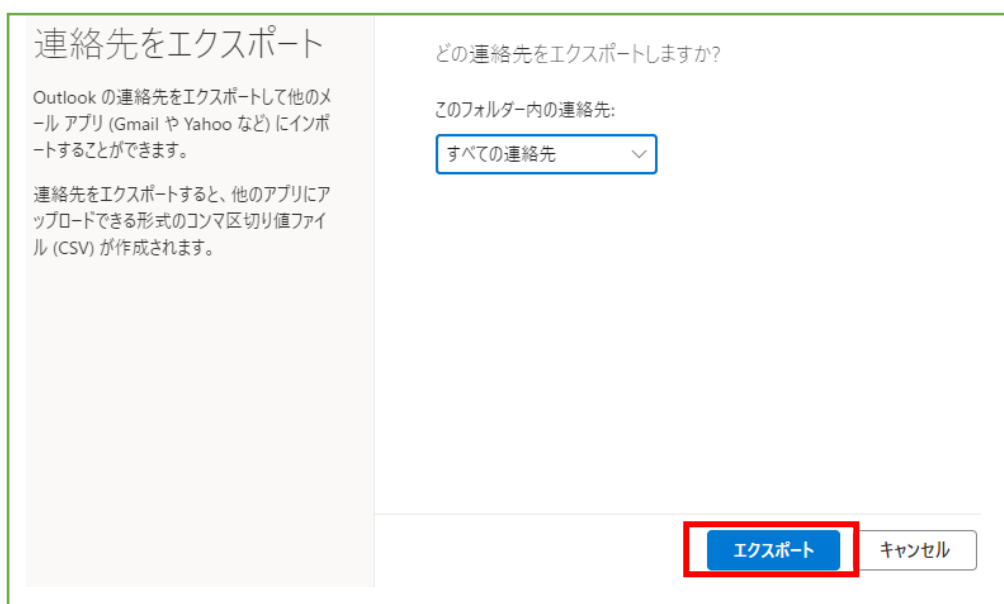 連絡先をエクスポート
Outlook の連絡先をエクスポートして他のメ
ール アプリ (Gmail や Yahoo など) にインポ
ートすることができます。
連絡先をエクスポートすると、他のアプリにア
ップロードできる形式のコンマ区切り値ファイ
ル (CSV) が作成されます。
どの連絡先をエクスポートしますか?
このフォルダー内の連絡先:
すべての連絡先
エクスポート
キャンセル